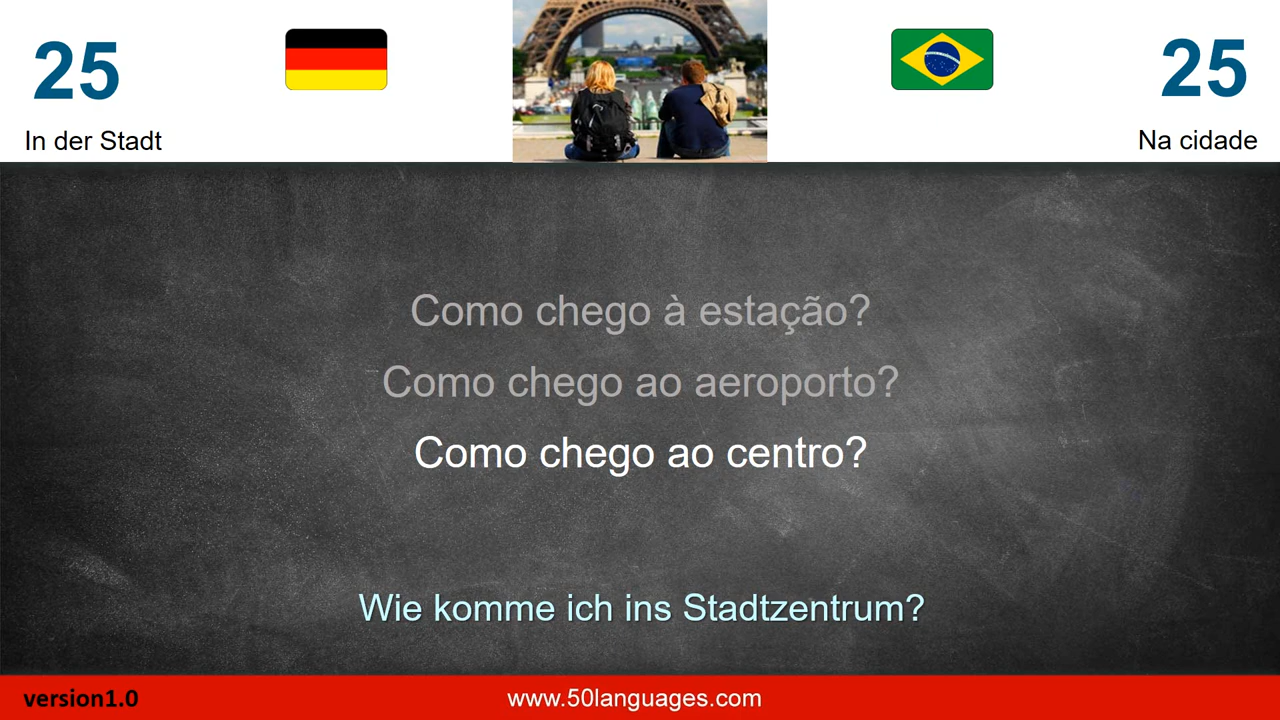 25
25
In der Stadt
Na cidade
Como chego à estação?
Como chego ao aeroporto?
Como chego ao centro?
Wie komme ich ins Stadtzentrum?
version1.0
www.50languages.com